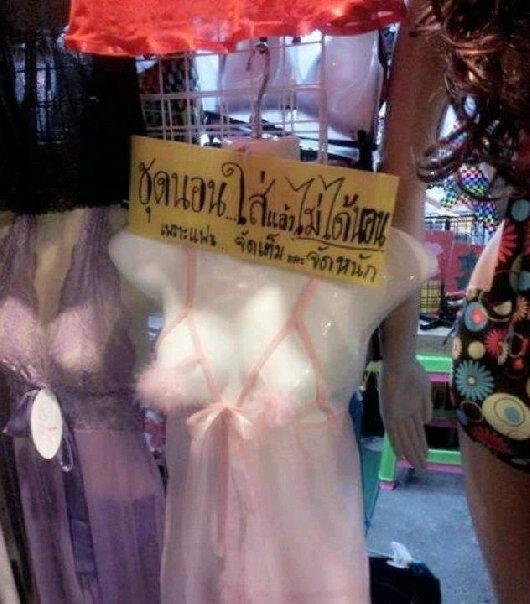 ชุดนอน..ใส่แล้วไม่ได้นอน
เพราะแฟน จัดเต็ม และ จัดหนัก